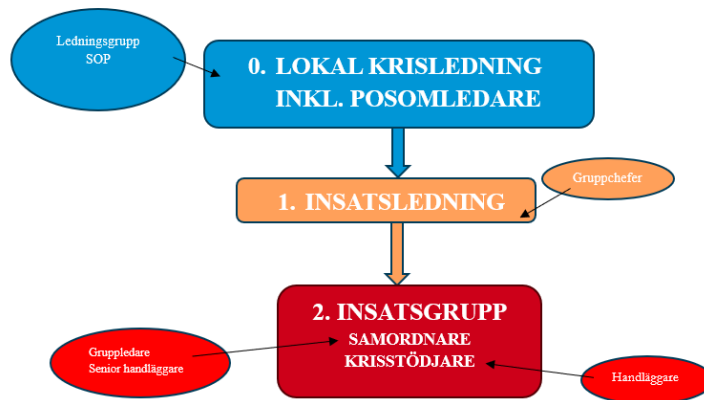 Ledningsgrupp
SOP
0. LOKAL KRISLEDNING
INKL. POSOMLEDARE
Gruppchefer
1. INSATSLEDNING
2. INSATSGRUPP
SAMORDNARE
KRISSTÖDJARE
Gruppledare
Senior handläggare
Handläggare